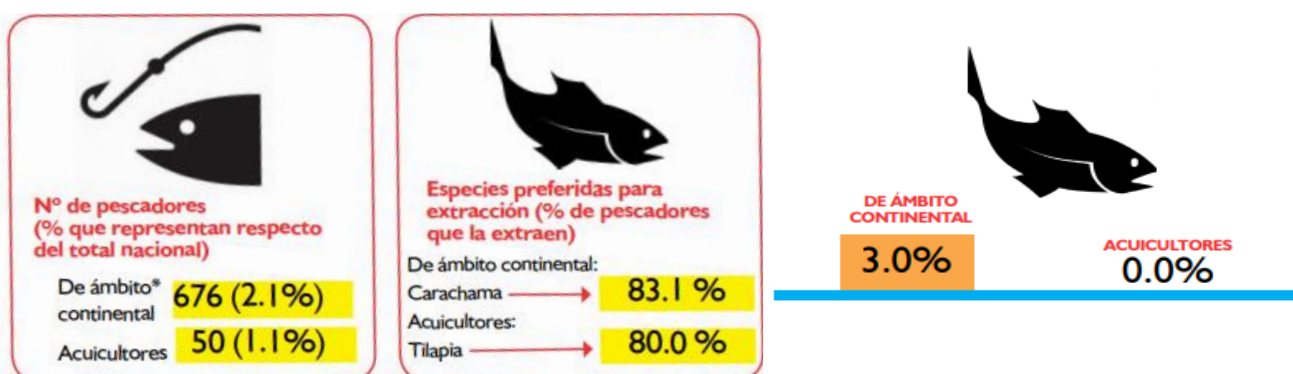 Nº de pescadores
(% que representan respecto
del total nacional)
De ámbito*
continental
676 (2.1%)
Acuicultores
50 (1.1%)
Especies preferidas para
extracción (% de pescadores
que la extraen)
De ámbito continental:
Carachama
83.1 %
Acuicultores:
Tilapia
80.0 %
DE ÁMBITO
CONTINENTAL
3.0%
ACUICULTORES
0.0%